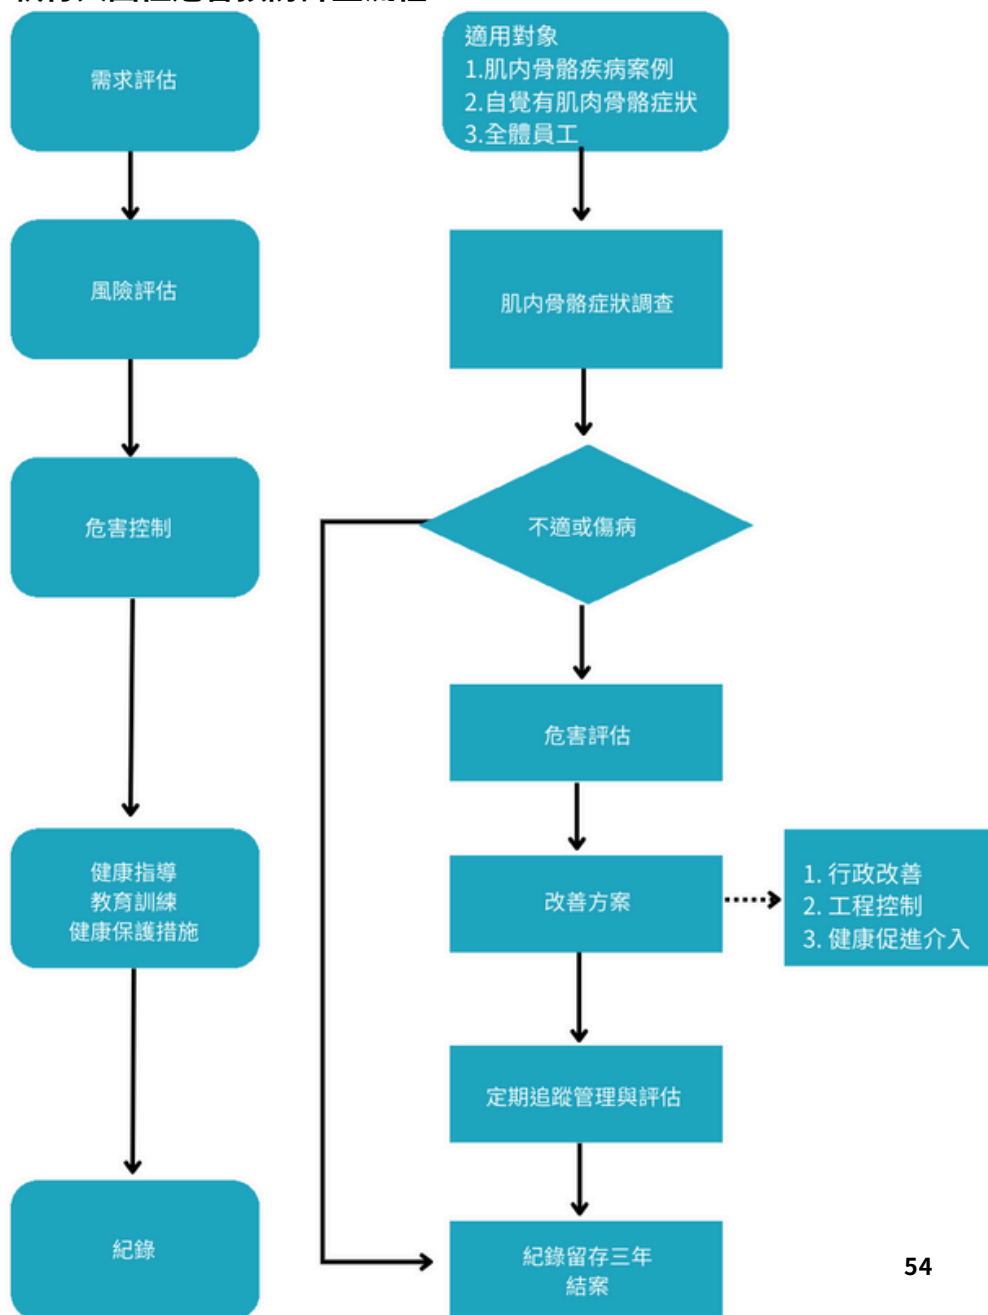 需求評估
風險評估
危害控制
健康指導
教育訓練
健康保護措施
紀錄
適用對象
1.肌內骨骼疾病案例
2.自覺有肌肉骨骼症狀
3.全體員工
肌內骨骼症狀調查
不適或傷病
危害評估
改善方案
1. 行政改善
2. 工程控制
3. 健康促進介入
定期追蹤管理與評估
紀錄留存三年
結案
54